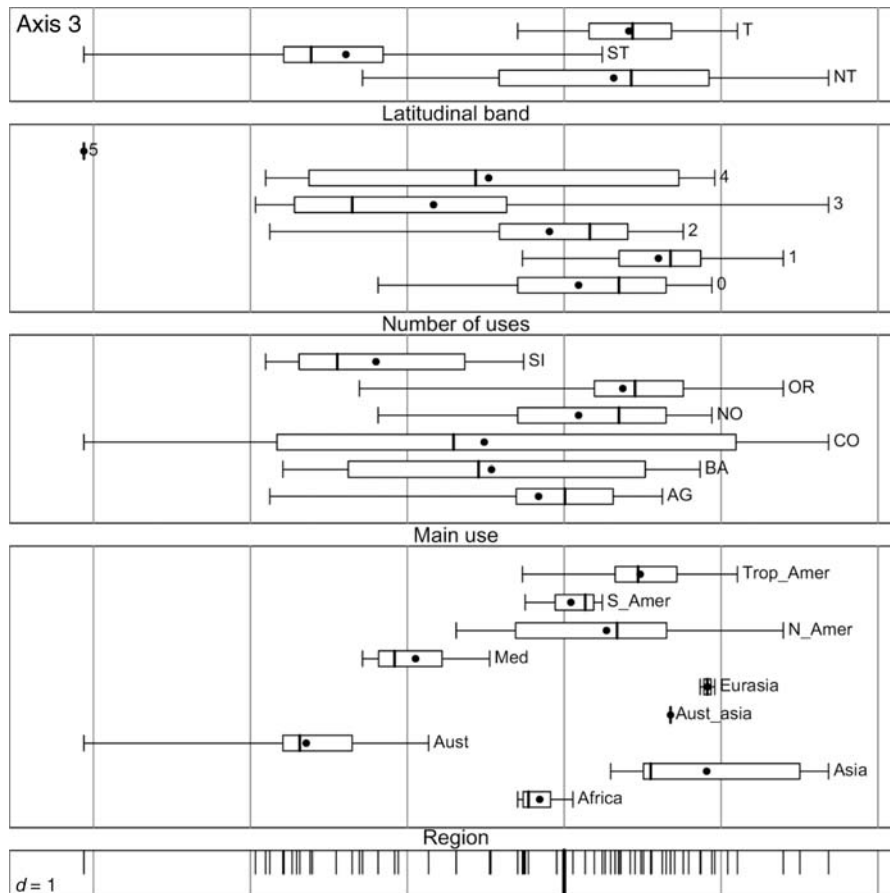 Axis 3
T
ST
NT
Latitudinal band
5
4
3
2
1
0
Number of uses
SI
OR
NO
CO
BA
AG
Main use
Trop_Amer
S_Amer
N_Amer
Med
Eurasia
Aust_asia
Aust
Asia
Africa
Region
d = 1